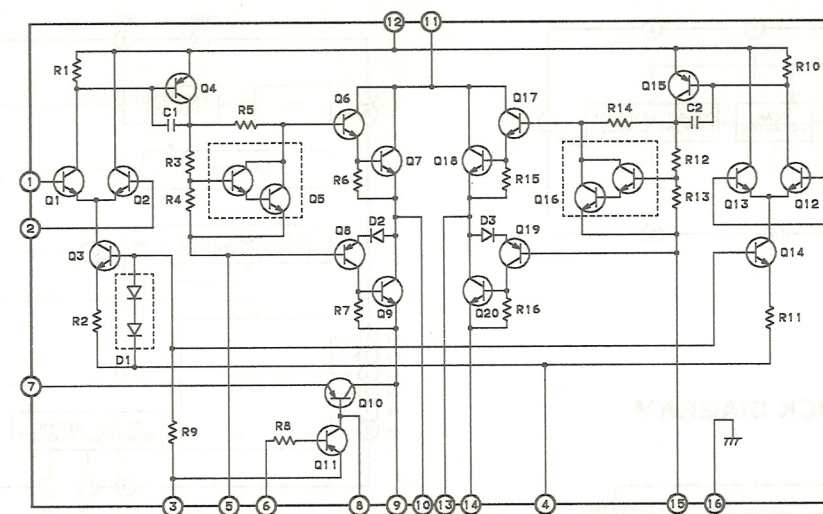 12 11
R1 Q4 Q15 R10
C1 R5 Q6 Q17 R14 C2
R3 Q7 Q18 R12
1 Q1 Q2 R4 Q5 R6 R15 Q16 R13 Q13 Q12
2
Q3 Q8 D2 D3 Q19 Q14
R2 R7 Q9 Q20 R16 R11
D1
7
Q10
R9 R8
Q11
3 5 6 8 9 10 13 14 4 15 16